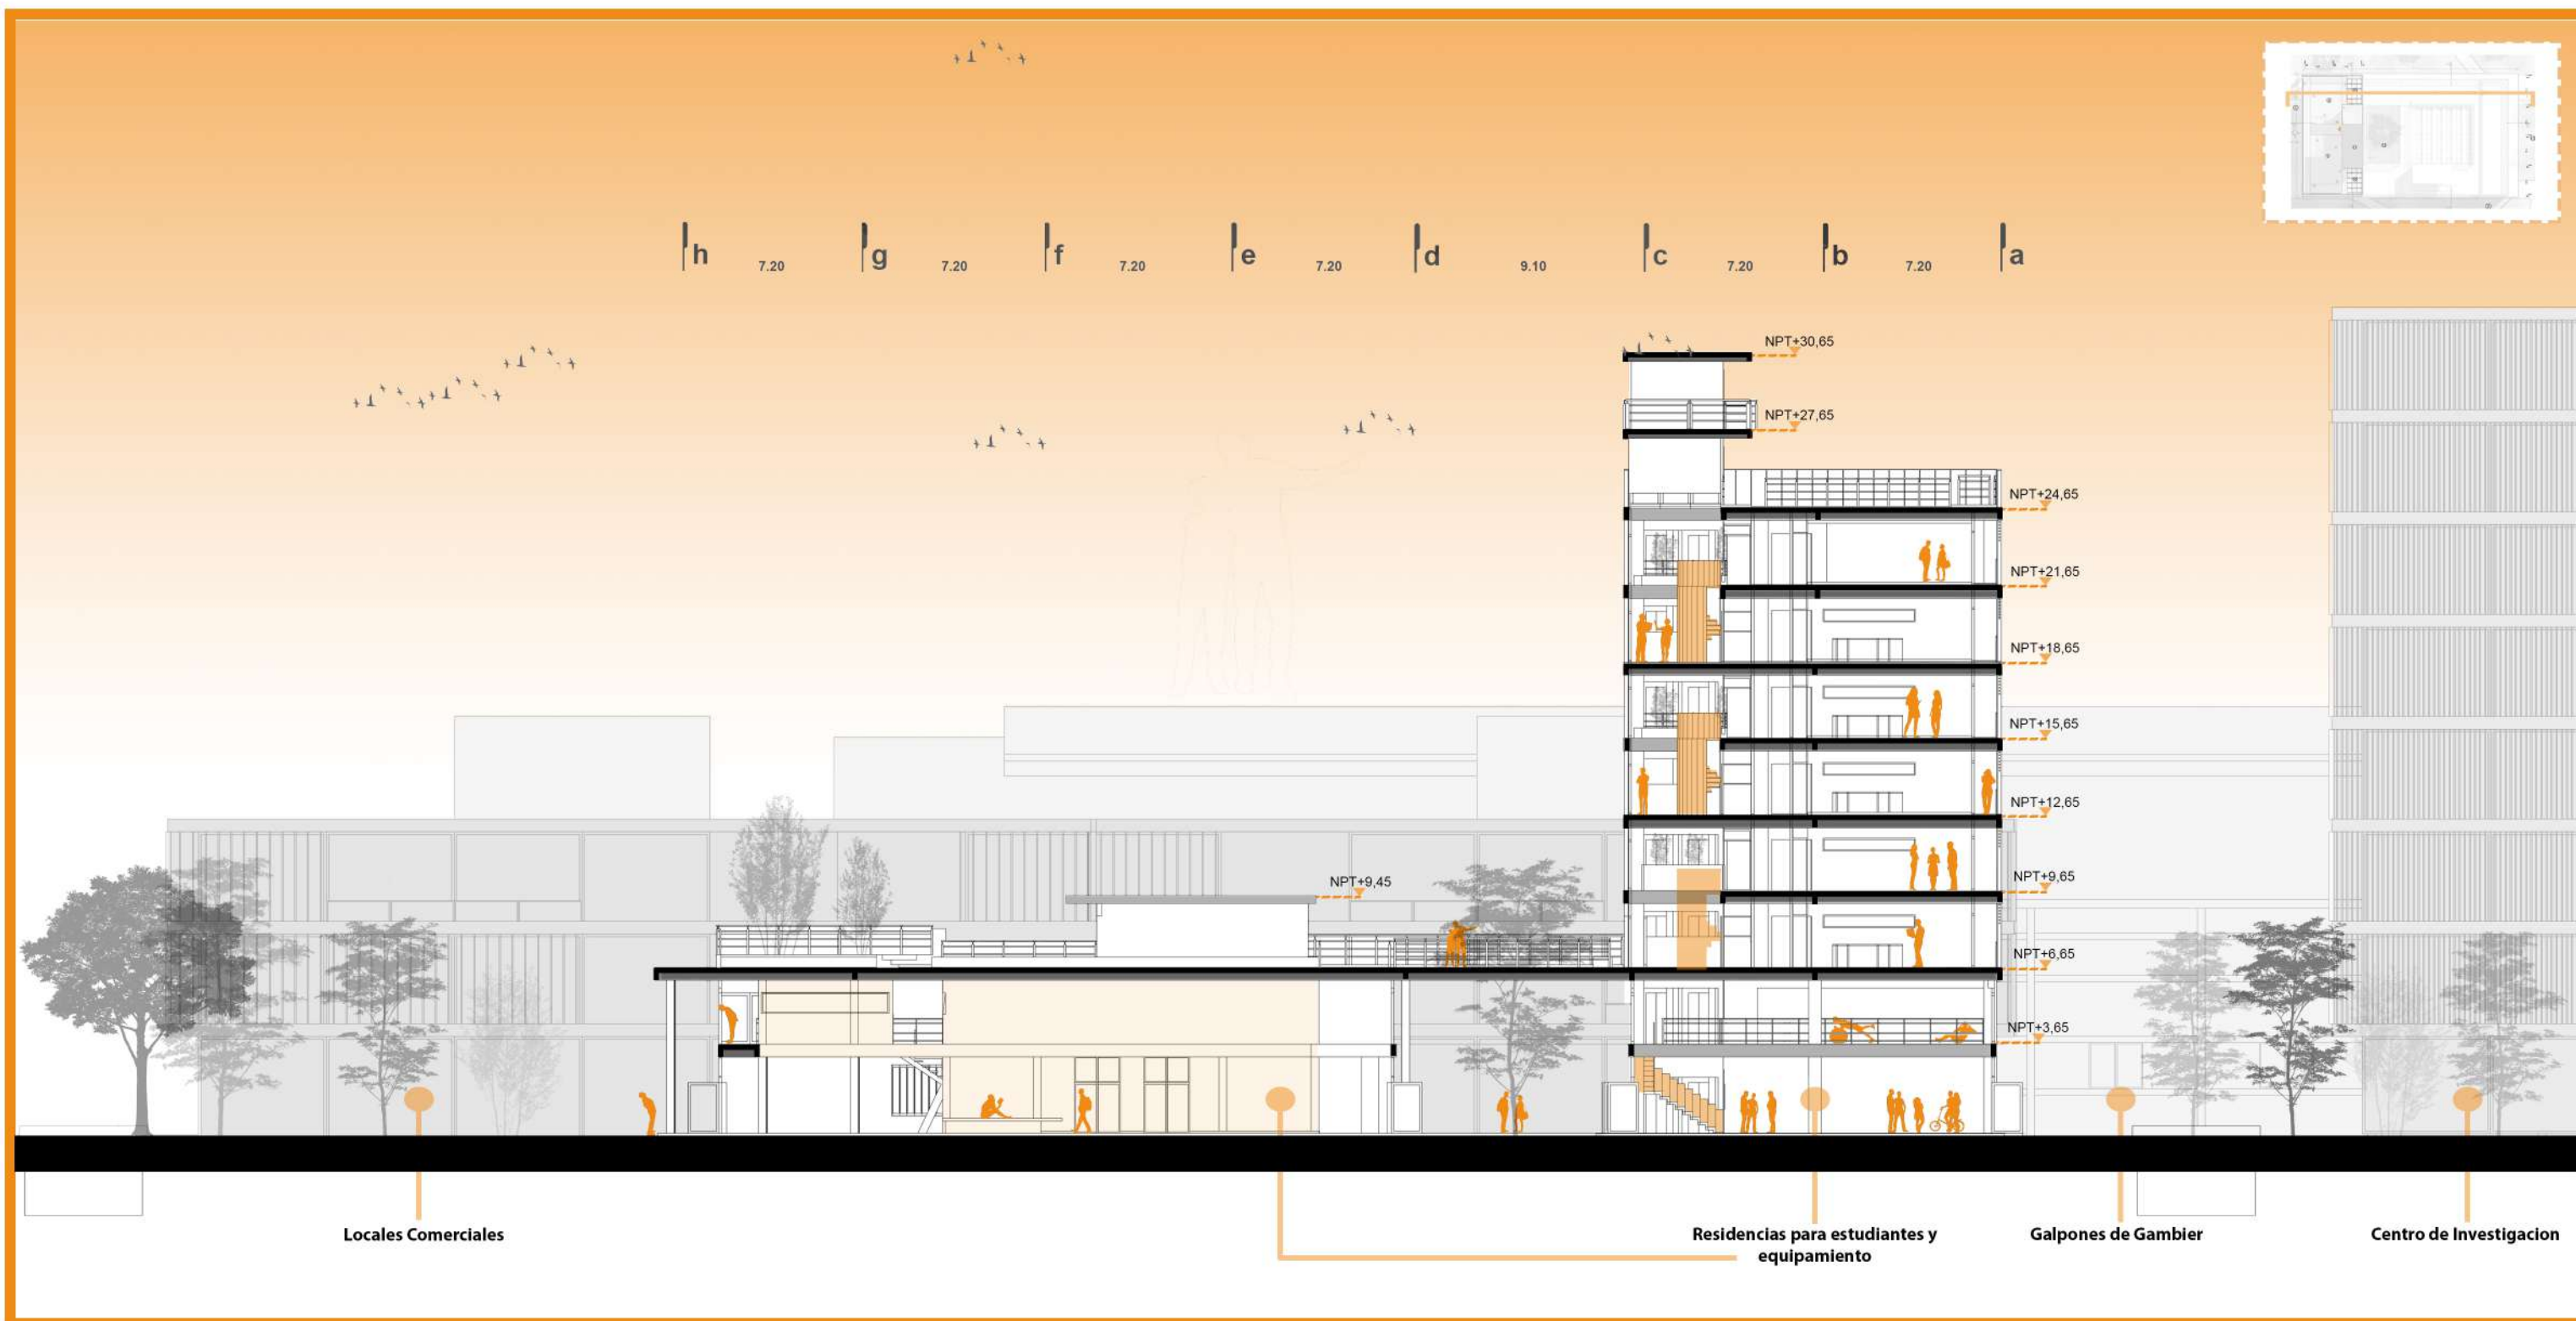 h 7.20 g 7.20 f 7.20 e 7.20 d 9.10 c 7.20 b 7.20 a
NPT+30,65
NPT+27,65
NPT+24,65
NPT+21,65
NPT+18,65
NPT+15,65
NPT+12,65
NPT+9,65
NPT+9,45
NPT+6,65
NPT+3,65
Locales Comerciales
Residencias para estudiantes y
equipamiento
Galpones de Gambier
Centro de Investigacion